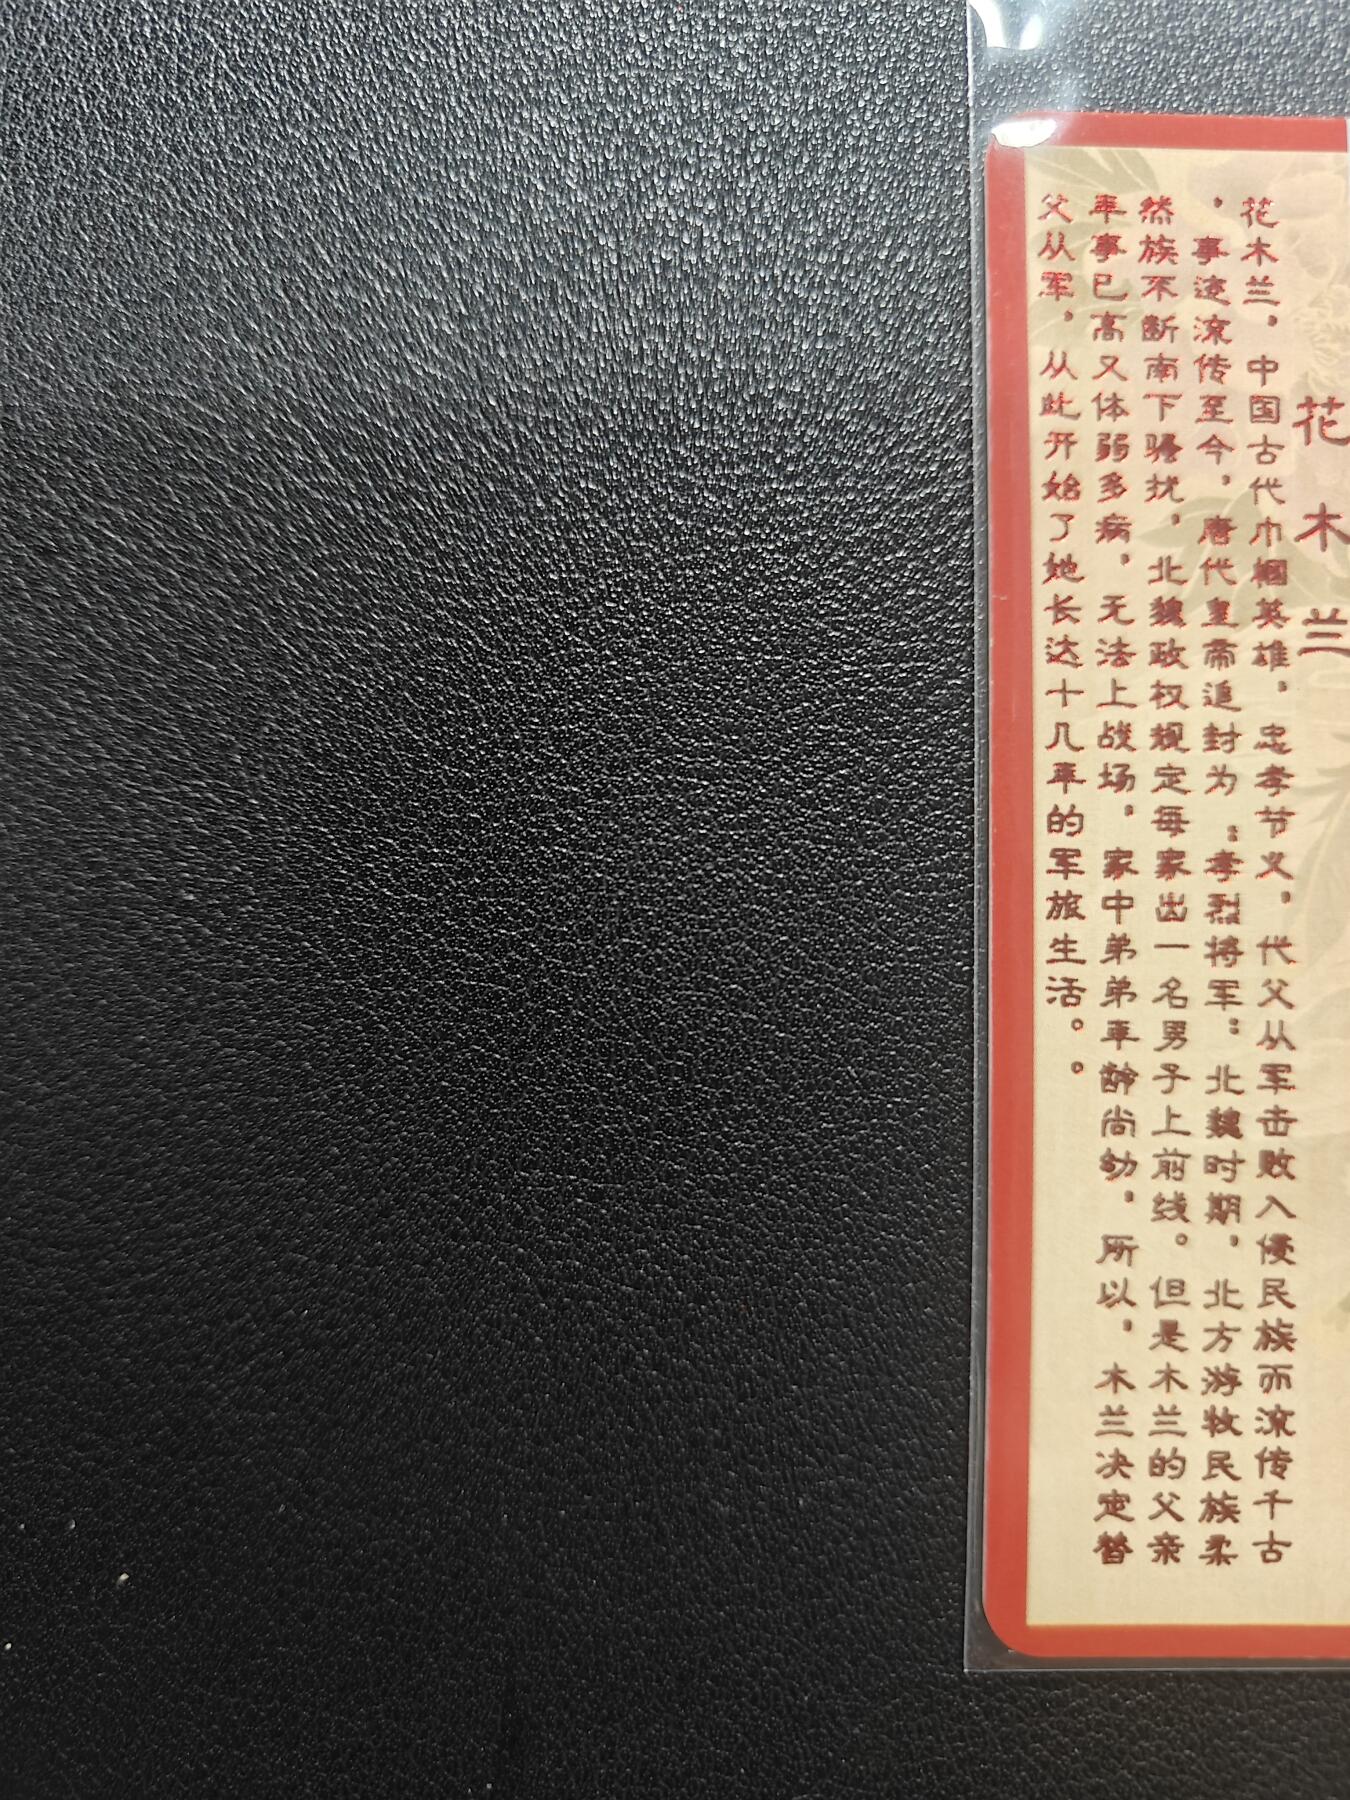 花木兰
花木兰，中国古代巾帼英雄，忠孝节义，代父从军击败入侵民族而流传千古
，事迹流传至今，唐代皇帝追封为：孝烈将军：北魏时期，北方游牧民族柔
然族不断南下骚扰，北魏政权规定每家出一名男子上前线。但是木兰的父亲
年事已高又体弱多病，无法上战场，家中弟弟年龄尚幼，所以，木兰决定替
父从军，从此开始了她长达十几年的军旅生活。。